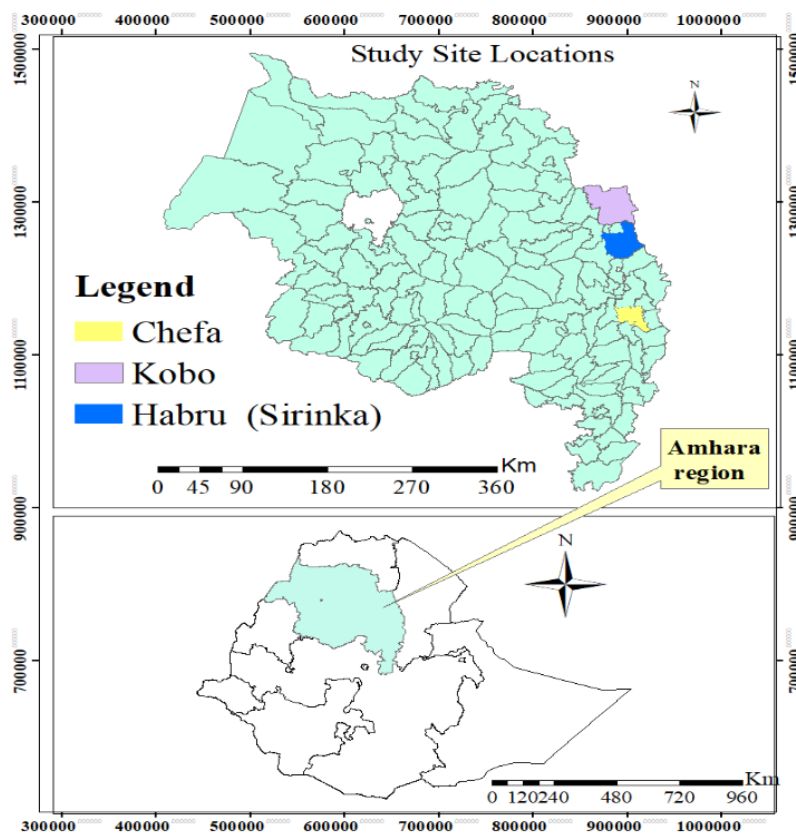 300000 400000 500000 600000 700000 800000 900000 1000000
Study Site Locations
N
1500000
1300000
1100000
900000
700000
Legend
Chefa
Kobo
Habru (Sirinka)
Km
0 45 90 180 270 360
Amhara
region
1300000
1100000
N
Km
0 120 240 480 720 960
300000 400000 500000 600000 700000 800000 900000 1000000